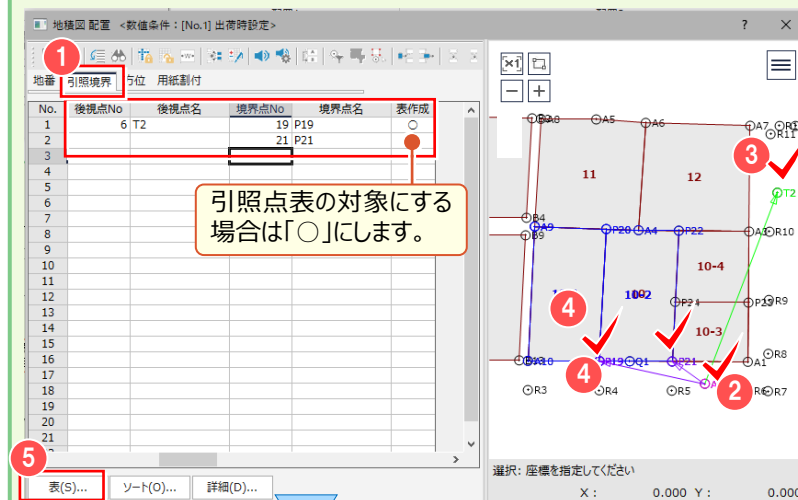 地積図 配置 <数値条件：[No.1] 出荷時設定>
? ×
1
地番 引照境界 方位 用紙割付
No. 後視点No 後視点名 境界点No 境界点名 表作成
1 6 T2 19 P19 ○
2 21 P21
3
4
5
6
7
8
9
10
11
12
13
14
15
16
17
18
19
20
21
引照点表の対象にする
場合は「○」にします。
5
表(S)... ソート(O)... 詳細(D)...
×1
A5 A6 A7
R11
3
11 12
T2
B4
A9 P20 A4 P22 A3 R10
B9
10-4
4 10-2
P24 P23 R9
10-3
R8
A10 P19 Q1 P21 A1
4 2
R3 R4 R5 R6 R7
選択: 座標を指定してください
X : 0.000 Y :